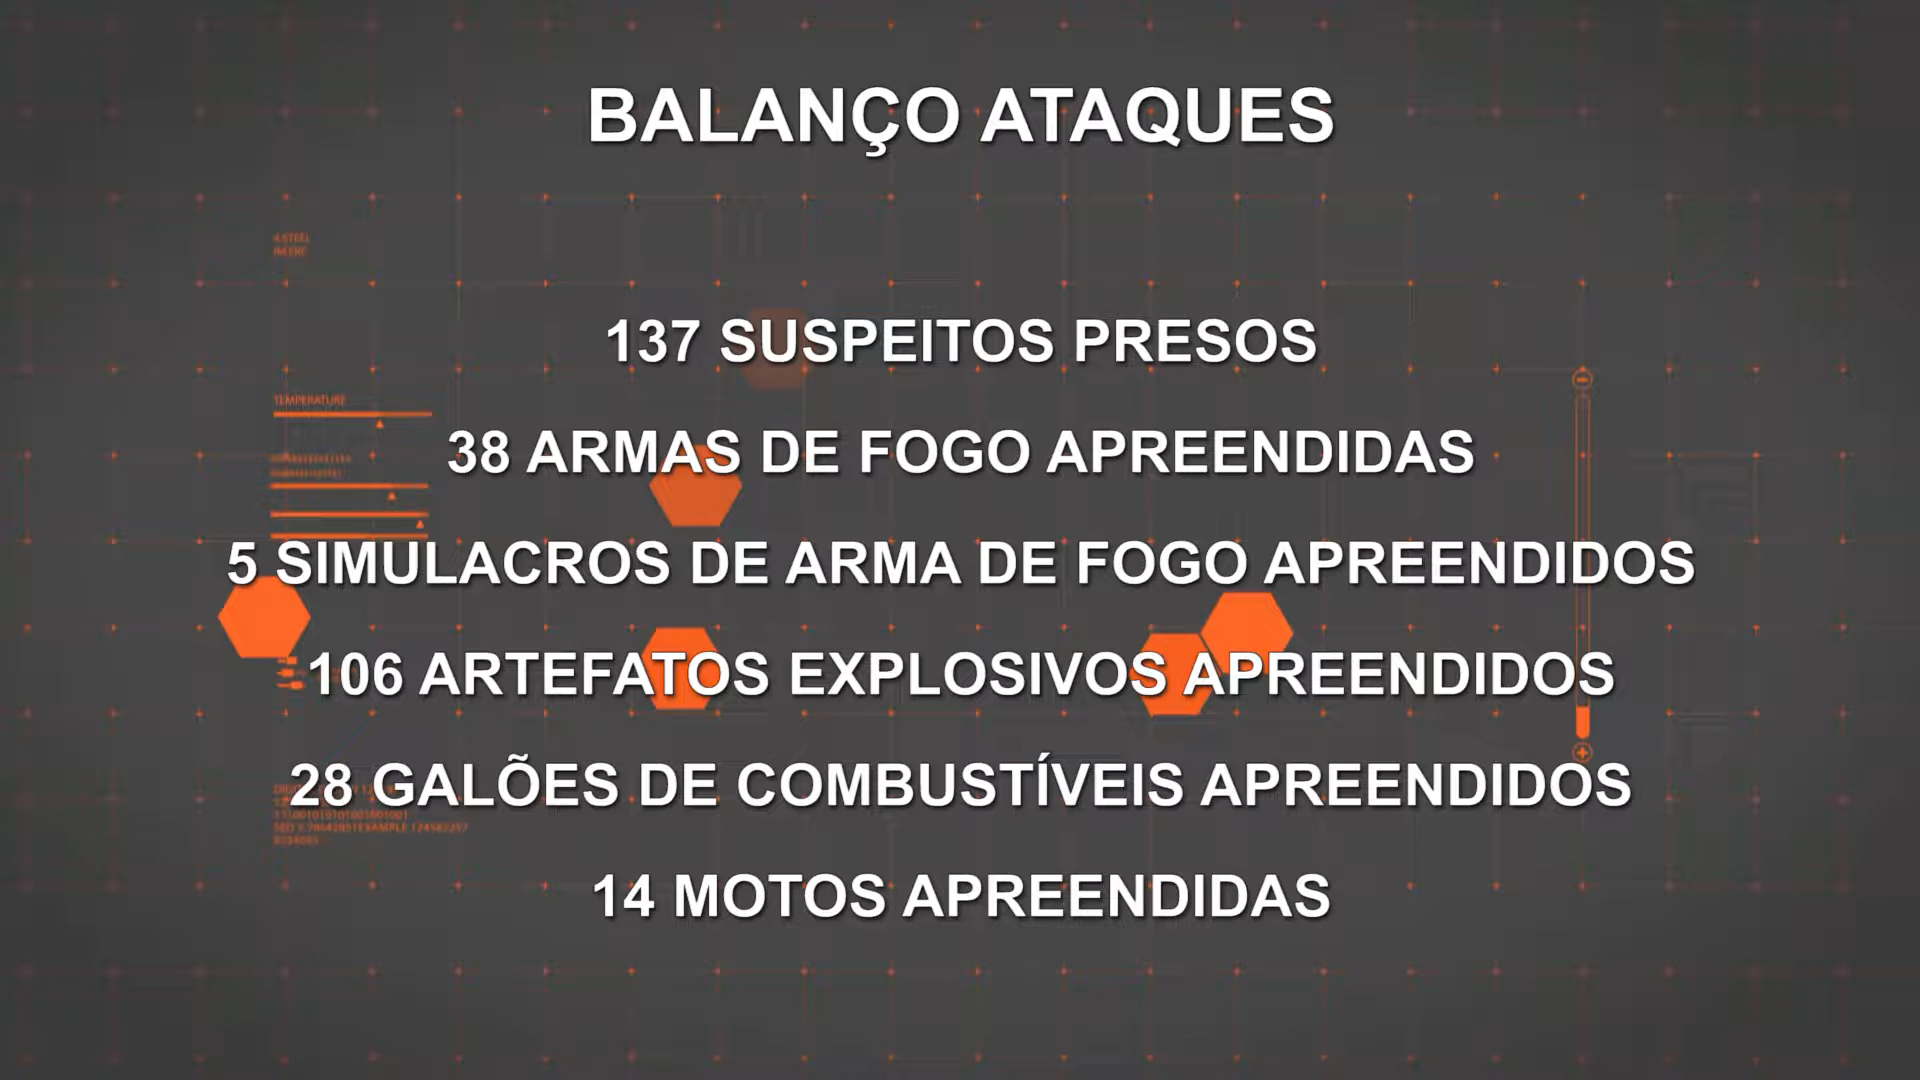 BALANÇO ATAQUES
137 SUSPEITOS PRESOS
TEMPERATURE
38 ARMAS DE FOGO APREENDIDAS
5 SIMULACROS DE ARMA DE FOGO APREENDIDOS
106 ARTEFATOS EXPLOSIVOS APREENDIDOS
28 GALÕES DE COMBUSTÍVEIS APREENDIDOS
14 MOTOS APREENDIDAS